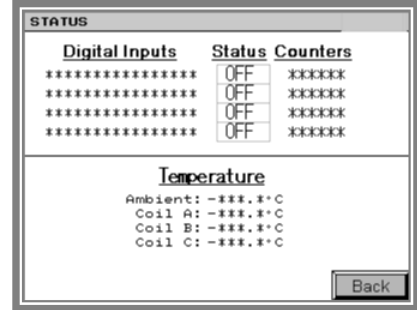 STATUS
Digital Inputs Status Counters
**************** OFF ******
**************** OFF ******
**************** OFF ******
**************** OFF ******
Temperature
Ambient: -***.*°C
Coil A: -***.*°C
Coil B: -***.*°C
Coil C: -***.*°C
Back